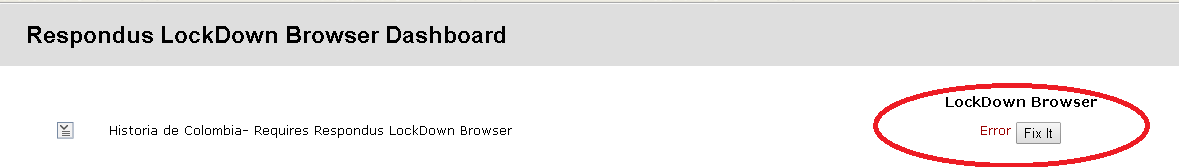 Respondus LockDown Browser Dashboard
LockDown Browser
Historia de Colombia- Requires Respondus LockDown Browser
Error Fix It